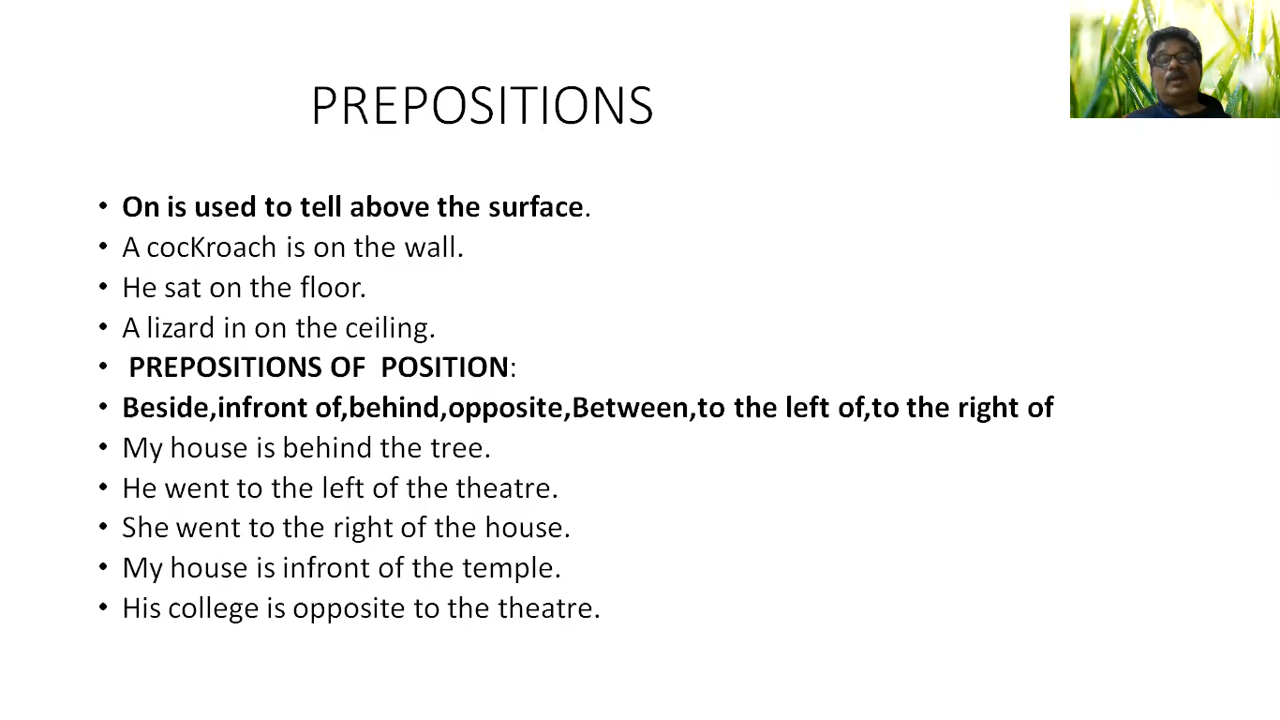 PREPOSITIONS
• On is used to tell above the surface.
• A cocKroach is on the wall.
• He sat on the floor.
• A lizard in on the ceiling.
• PREPOSITIONS OF  POSITION:
• Beside,infront of,behind,opposite,Between,to the left of,to the right of
• My house is behind the tree.
• He went to the left of the theatre.
• She went to the right of the house.
• My house is infront of the temple.
• His college is opposite to the theatre.